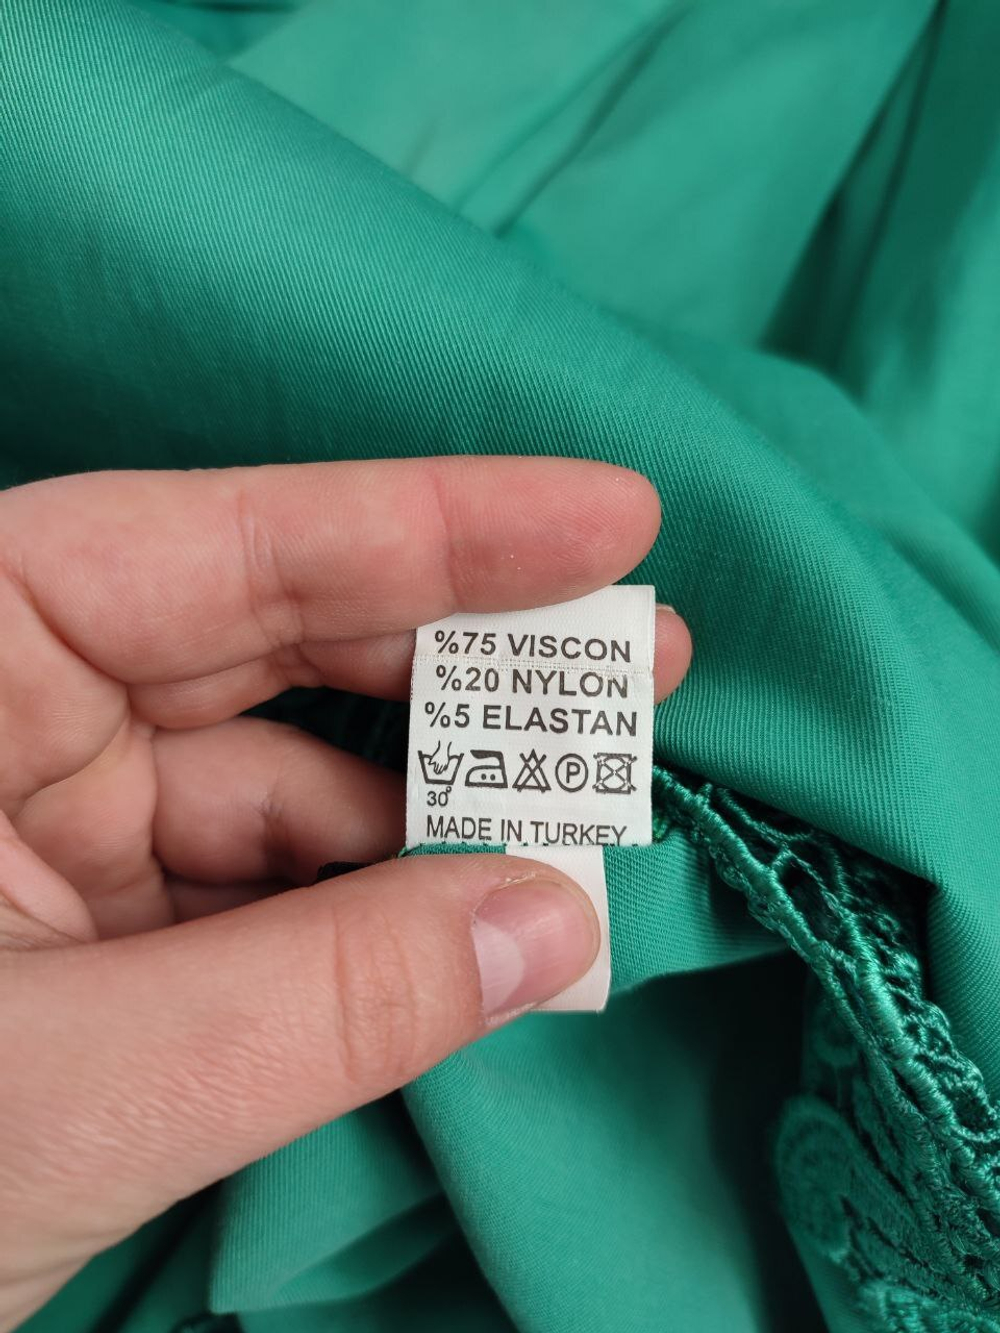 %75 VISCON
%20 NYLON
%5 ELASTAN
P
30°
MADE IN TURKEY